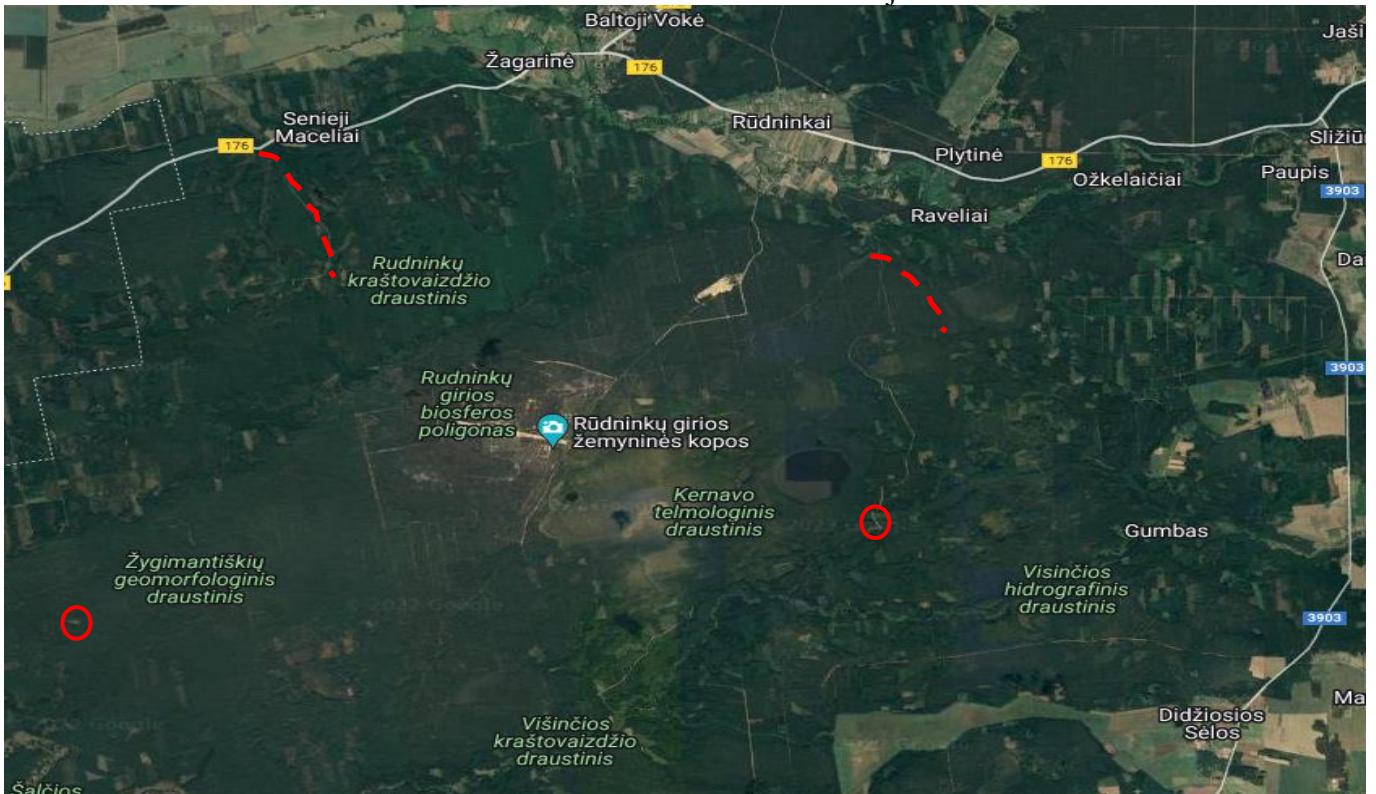 Baltoji Vokė
Jaši
Žagarinė
176
Senieji
Maceliai
Rūdninkai
176
Plytinė
176
Sližiūn
Ožkelaičiai
Paupis
3903
Raveliai
Rudninkų
kraštovaizdžio
draustinis
Da
3903
Rudninkų
girios
biosferos
poligonas
Rūdninkų girios
žemyninės kopos
Kernavo
telmologinis
draustinis
Gumbas
Žygimantiškių
geomorfologinis
draustinis
Visinčios
hidrografinis
draustinis
3903
Višinčios
kraštovaizdžio
draustinis
Didžiosios
Sėlos
Ma
Šalčios